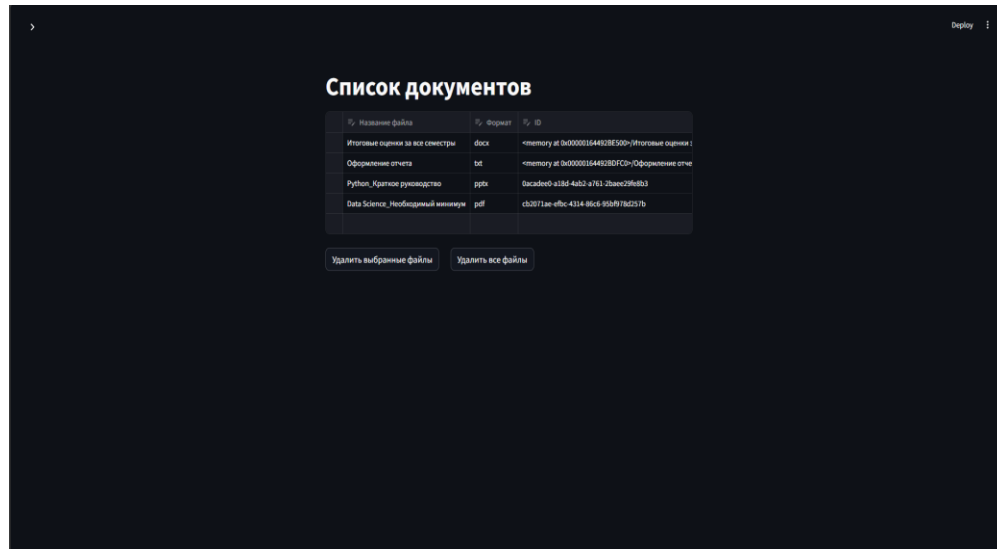 Deploy
Список документов
Название файла Формат ID
Итоговые оценки за все семестры docx <memory at 0x00000164492BE500>/Итоговые оценки з
Оформление отчета txt <memory at 0x00000164492BDFC0>/Оформление отче
Python_Краткое руководство pptx 0acadee0-a18d-4ab2-a761-2baee29fe8b3
Data Science_Необходимый минимум pdf cb2071ae-efbc-4314-86c6-95bf978d257b
Удалить выбранные файлы Удалить все файлы